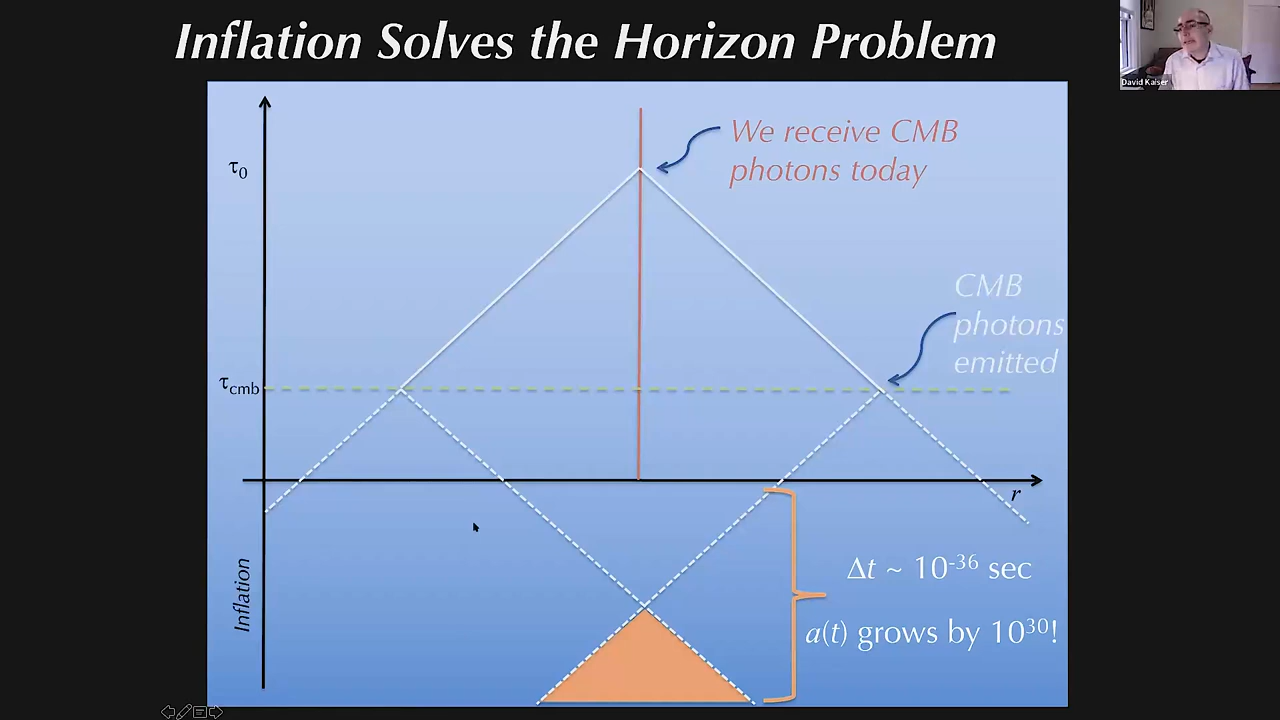 Inflation Solves the Horizon Problem
David Kaiser
τ0
We receive CMB
photons today
CMB
photons
emitted
τcmb
r
Inflation
Δt ~ 10⁻³⁶ sec
a(t) grows by 10³⁰!